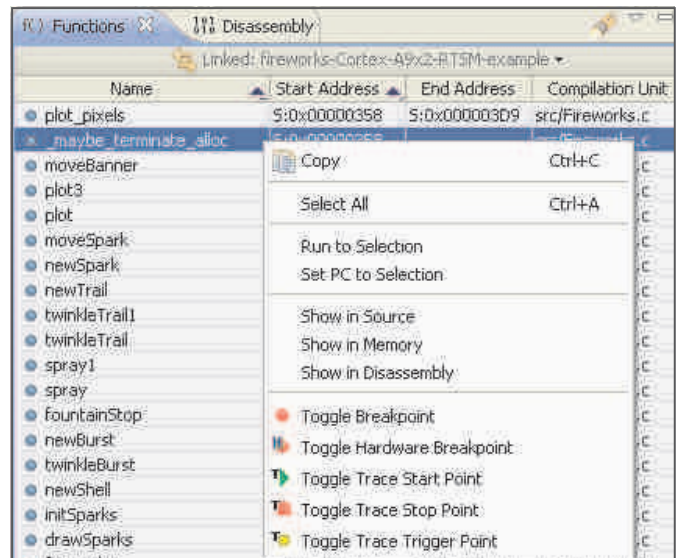 f() Functions Disassembly
Linked: fireworks-Cortex-A9x2-RTSM-example
Name Start Address End Address Compilation Unit
plot_pixels S:0x00000358 S:0x000003D9 src/Fireworks.c
_maybe_terminate_alloc S:0x00000358 src/Fireworks.c
moveBanner Copy Ctrl+C .c
plot3 .c
plot Select All Ctrl+A .c
moveSpark Run to Selection .c
newSpark Set PC to Selection .c
newTrail .c
twinkleTrail1 Show in Source .c
twinkleTrail Show in Memory .c
spray1 Show in Disassembly .c
spray .c
fountainStop Toggle Breakpoint .c
newBurst Toggle Hardware Breakpoint .c
twinkleBurst Toggle Trace Start Point .c
newShell .c
initSparks Toggle Trace Stop Point .c
drawSparks Toggle Trace Trigger Point .c